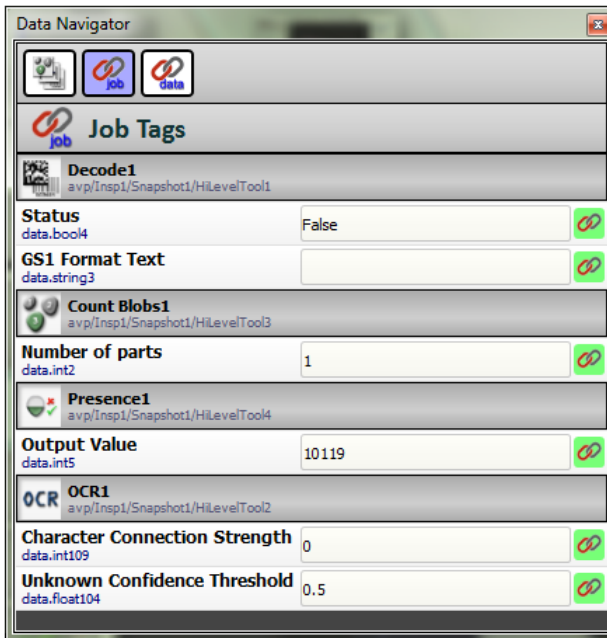 Data Navigator
job
data
job
Job Tags
Decode1
avp/Insp1/Snapshot1/HiLevelTool1
Status
data.bool4
False
GS1 Format Text
data.string3
Count Blobs1
avp/Insp1/Snapshot1/HiLevelTool3
Number of parts
data.int2
1
Presence1
avp/Insp1/Snapshot1/HiLevelTool4
Output Value
data.int5
10119
OCR
OCR1
avp/Insp1/Snapshot1/HiLevelTool2
Character Connection Strength
data.int109
0
Unknown Confidence Threshold
data.float104
0.5